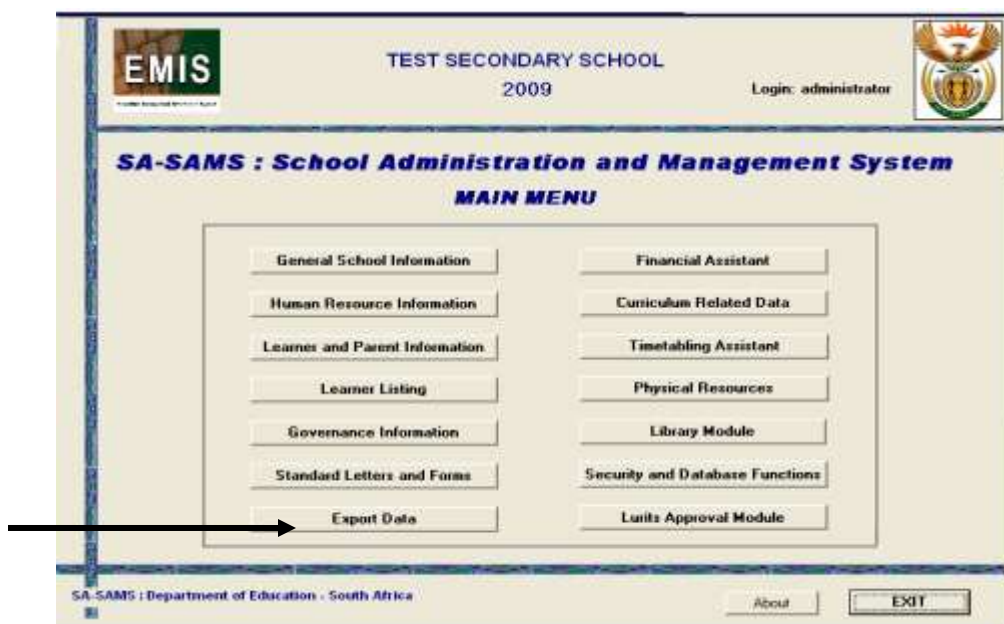 EMIS
TEST SECONDARY SCHOOL
2009
Login: administrator
SA-SAMS : School Administration and Management System
MAIN MENU
General School Information
Financial Assistant
Human Resource Information
Curriculum Related Data
Learner and Parent Information
Timetabling Assistant
Learner Listing
Physical Resources
Governance Information
Library Module
Standard Letters and Forms
Security and Database Functions
Export Data
Lurits Approval Module
SA-SAMS : Department of Education - South Africa
About
EXIT